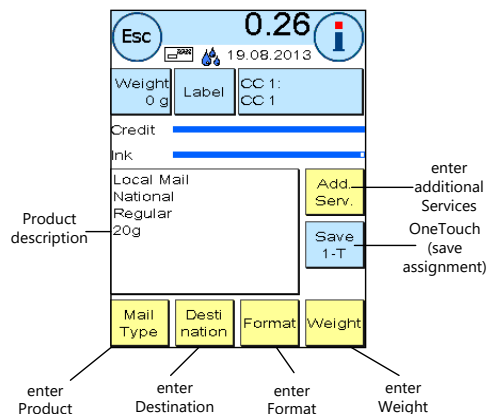 Esc
0.26
i
19.08.2013
Weight
0 g
Label
CC 1:
CC 1
Credit
Ink
Local Mail
National
Regular
20g
Add.
Serv.
Save
1-T
Mail
Type
Desti
nation
Format
Weight
Product
description
enter
additional
Services
OneTouch
(save
assignment)
enter
Product
enter
Destination
enter
Format
enter
Weight